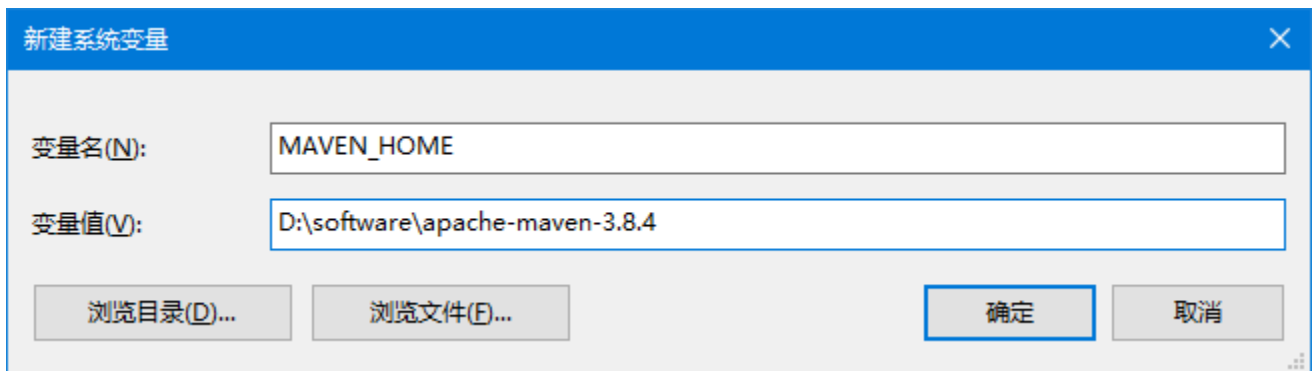 新建系统变量
变量名(N): MAVEN_HOME
变量值(V): D:\software\apache-maven-3.8.4
浏览目录(D)... 浏览文件(F)... 确定 取消